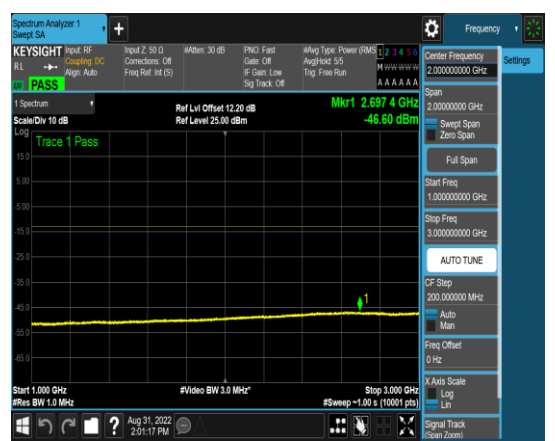 Spectrum Analyzer 1
Swept SA
+
Frequency
KEYSIGHT
RL
Input: RF
Coupling: DC
Align: Auto
Input Z: 50 Ω
Corrections: Off
Freq Ref: Int (S)
#Atten: 30 dB
PNO: Fast
Gate: Off
IF Gain: Low
Sig Track: Off
#Avg Type: Power (RMS
Avg|Hold: 5/5
Trig: Free Run
1 2 3 4 5 6
M W W W W W
A A A A A A
PASS
1 Spectrum
Scale/Div 10 dB
Ref Lvl Offset 12.20 dB
Ref Level 25.00 dBm
Mkr1 2.697 4 GHz
-46.60 dBm
Log
Trace 1 Pass
15.0
5.00
-5.00
-15.0
-25.0
-35.0
-45.0
-55.0
-65.0
1
Start 1.000 GHz
#Res BW 1.0 MHz
#Video BW 3.0 MHz*
Stop 3.000 GHz
#Sweep ~1.00 s (10001 pts)
Aug 31, 2022
2:01:17 PM
?
Center Frequency
2.000000000 GHz
Settings
Span
2.00000000 GHz
Swept Span
Zero Span
Full Span
Start Freq
1.000000000 GHz
Stop Freq
3.000000000 GHz
AUTO TUNE
CF Step
200.000000 MHz
Auto
Man
Freq Offset
0 Hz
X Axis Scale
Log
Lin
Signal Track
(Span Zoom)